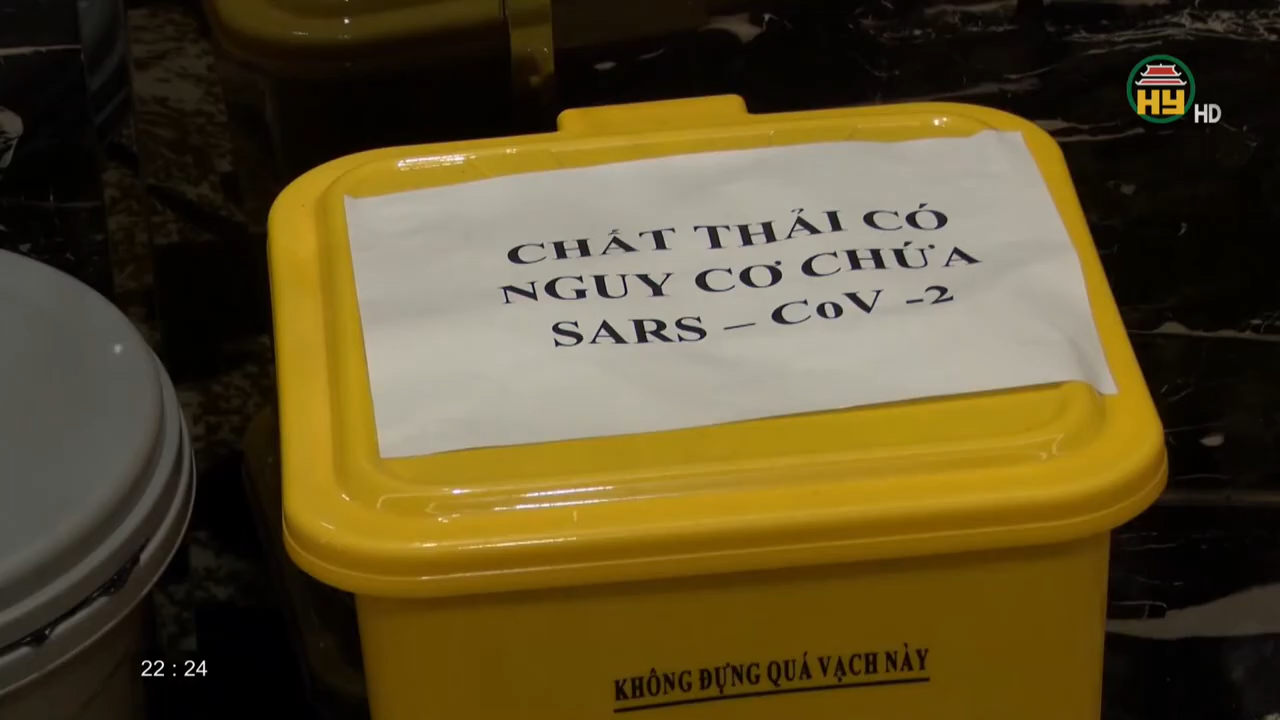 HY HD
CHẤT THẢI CÓ
NGUY CƠ CHỨA
SARS – CoV -2
KHÔNG ĐỰNG QUÁ VẠCH NÀY
22 : 24